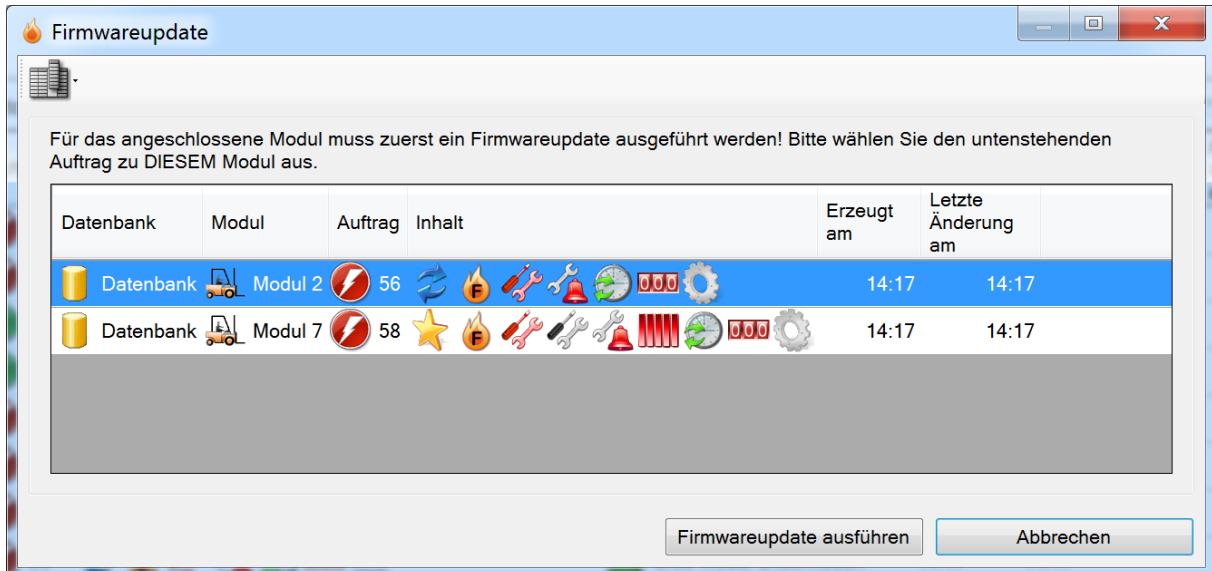 Firmwareupdate
Für das angeschlossene Modul muss zuerst ein Firmwareupdate ausgeführt werden! Bitte wählen Sie den untenstehenden
Auftrag zu DIESEM Modul aus.
Datenbank Modul Auftrag Inhalt Erzeugt am Letzte Änderung am
Datenbank Modul 2 56 F 000 14:17 14:17
Datenbank Modul 7 58 F 000 14:17 14:17
Firmwareupdate ausführen Abbrechen